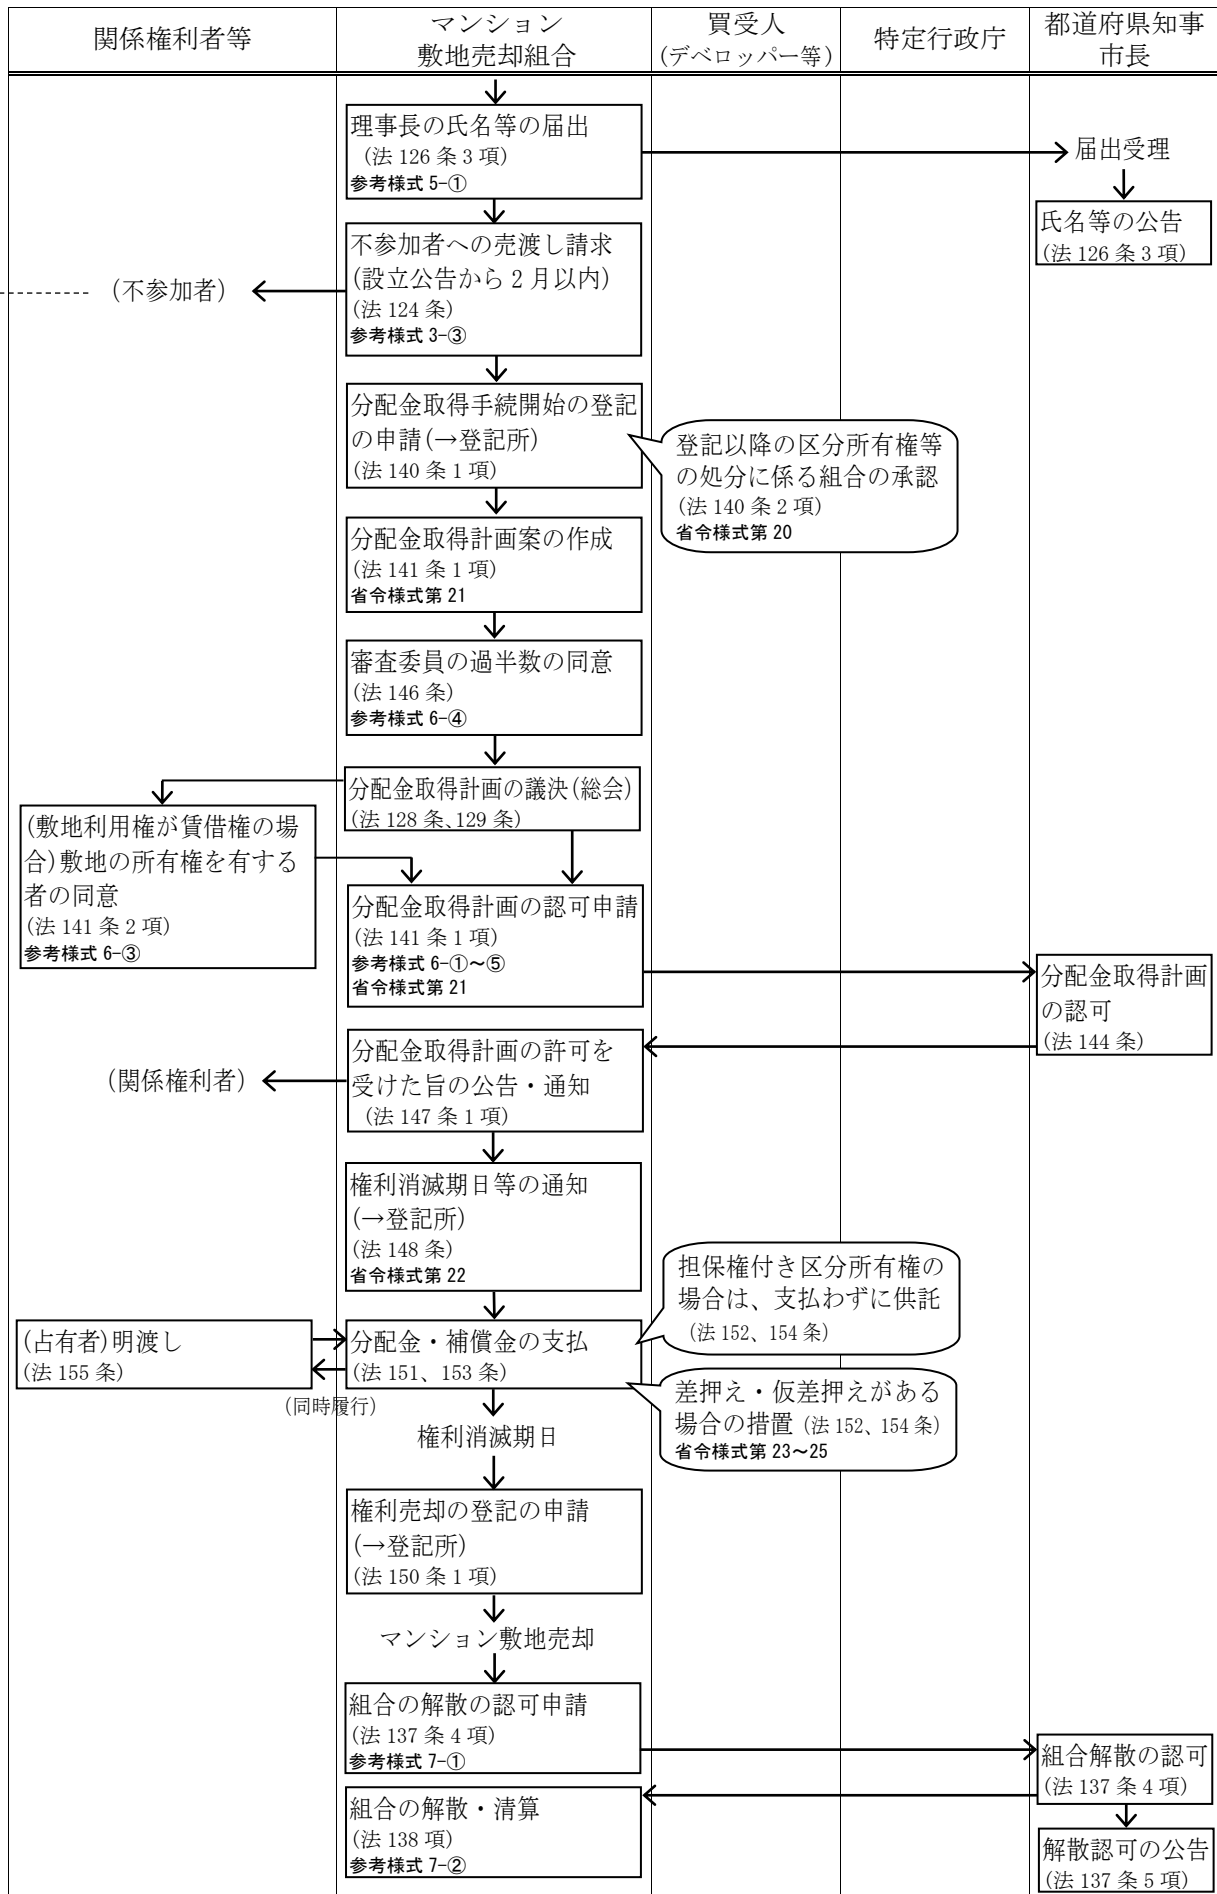 関係権利者等
マンション
敷地売却組合
買受人
(デベロッパー等)
特定行政庁
都道府県知事
市長
理事長の氏名等の届出
(法 126 条 3 項)
参考様式 5-①
届出受理
氏名等の公告
(法 126 条 3 項)
不参加者への売渡し請求
(設立公告から 2 月以内)
(法 124 条)
参考様式 3-③
(不参加者)
分配金取得手続開始の登記
の申請(→登記所)
(法 140 条 1 項)
登記以降の区分所有権等
の処分に係る組合の承認
(法 140 条 2 項)
省令様式第 20
分配金取得計画案の作成
(法 141 条 1 項)
省令様式第 21
審査委員の過半数の同意
(法 146 条)
参考様式 6-④
分配金取得計画の議決(総会)
(法 128 条、129 条)
(敷地利用権が賃借権の場
合)敷地の所有権を有する
者の同意
(法 141 条 2 項)
参考様式 6-③
分配金取得計画の認可申請
(法 141 条 1 項)
参考様式 6-①～⑤
省令様式第 21
分配金取得計画
の認可
(法 144 条)
分配金取得計画の許可を
受けた旨の公告・通知
(法 147 条 1 項)
(関係権利者)
権利消滅期日等の通知
(→登記所)
(法 148 条)
省令様式第 22
担保権付き区分所有権の
場合は、支払わずに供託
(法 152、154 条)
(占有者)明渡し
(法 155 条)
分配金・補償金の支払
(法 151、153 条)
(同時履行)
差押え・仮差押えがある
場合の措置 (法 152、154 条)
省令様式第 23～25
権利消滅期日
権利売却の登記の申請
(→登記所)
(法 150 条 1 項)
マンション敷地売却
組合の解散の認可申請
(法 137 条 4 項)
参考様式 7-①
組合解散の認可
(法 137 条 4 項)
組合の解散・清算
(法 138 項)
参考様式 7-②
解散認可の公告
(法 137 条 5 項)